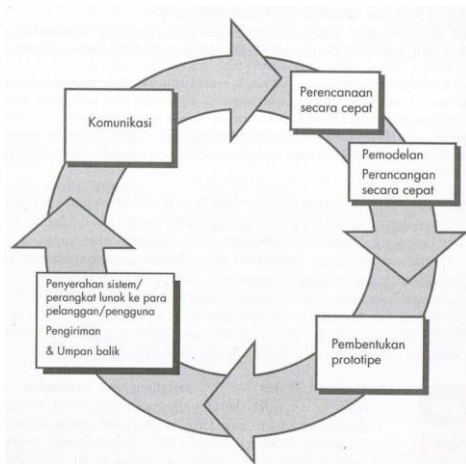 Komunikasi
Perencanaan
secara cepat
Pemodelan
Perancangan
secara cepat
Pembentukan
prototipe
Penyerahan sistem/
perangkat lunak ke para
pelanggan/pengguna
Pengiriman
& Umpan balik